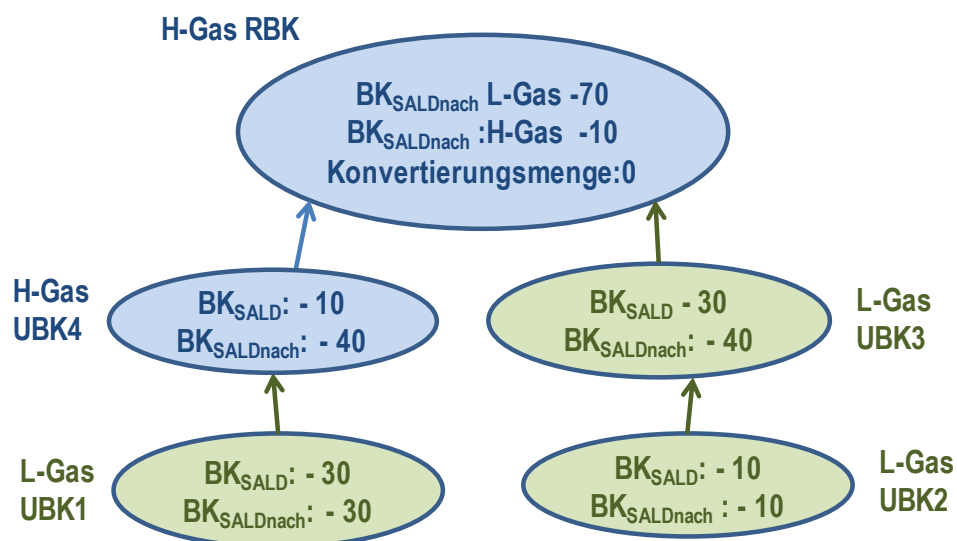 H-Gas RBK
BKSALDnach L-Gas -70
BKSALDnach :H-Gas -10
Konvertierungsmenge:0
H-Gas
UBK4
BKSALD: - 10
BKSALDnach: - 40
BKSALD - 30
BKSALDnach: - 40
L-Gas
UBK3
L-Gas
UBK1
BKSALD: - 30
BKSALDnach: - 30
BKSALD: - 10
BKSALDnach : - 10
L-Gas
UBK2